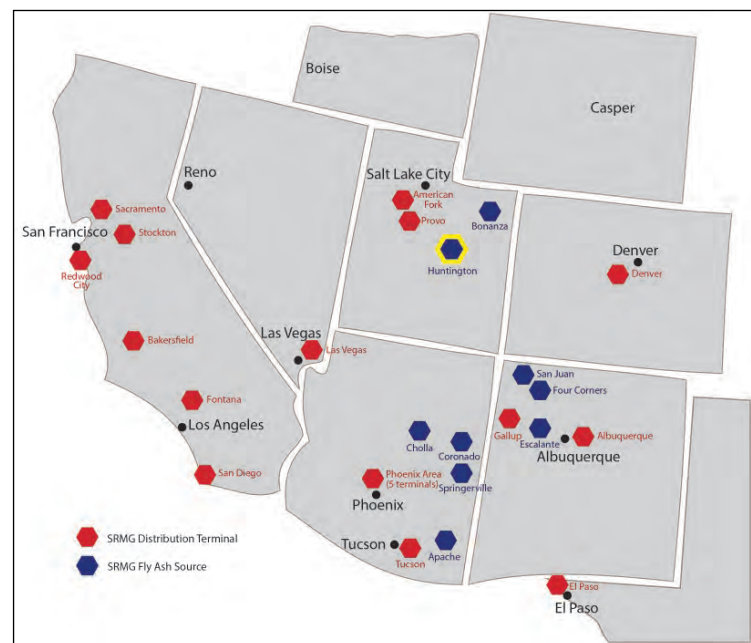 Boise
Casper
Reno
Salt Lake City
American
Fork
Provo
Bonanza
Huntington
Sacramento
Stockton
San Francisco
Redwood
City
Denver
Denver
Bakersfield
Las Vegas
Las Vegas
Fontana
Los Angeles
San Diego
San Juan
Four Corners
Gallup
Escalante
Albuquerque
Albuquerque
Cholla
Coronado
Springerville
Phoenix Area
(5 terminals)
Phoenix
Tucson
Tucson
Apache
El Paso
El Paso
SRMG Distribution Terminal
SRMG Fly Ash Source